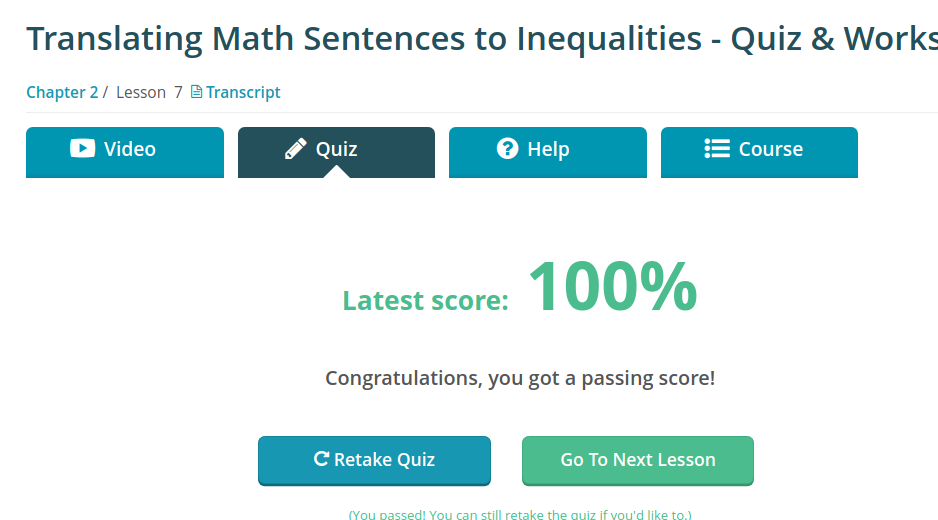 Translating Math Sentences to Inequalities - Quiz & Works
Chapter 2 / Lesson 7 Transcript
Video Quiz Help Course
Latest score: 100%
Congratulations, you got a passing score!
Retake Quiz Go To Next Lesson
(You passed! You can still retake the quiz if you'd like to.)